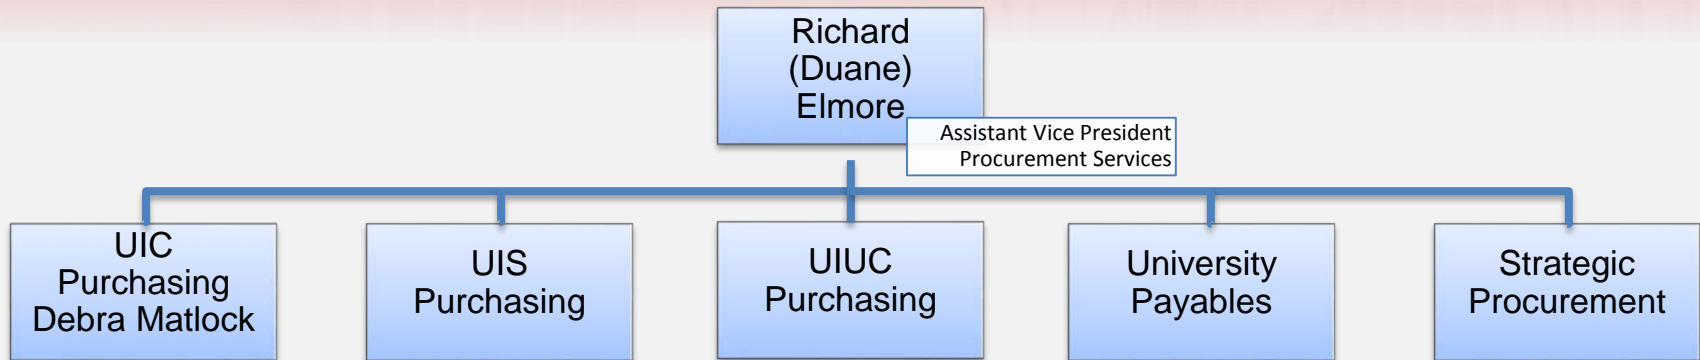 Richard
(Duane)
Elmore
Assistant Vice President
Procurement Services
UIC
Purchasing
Debra Matlock
UIS
Purchasing
UIUC
Purchasing
University
Payables
Strategic
Procurement